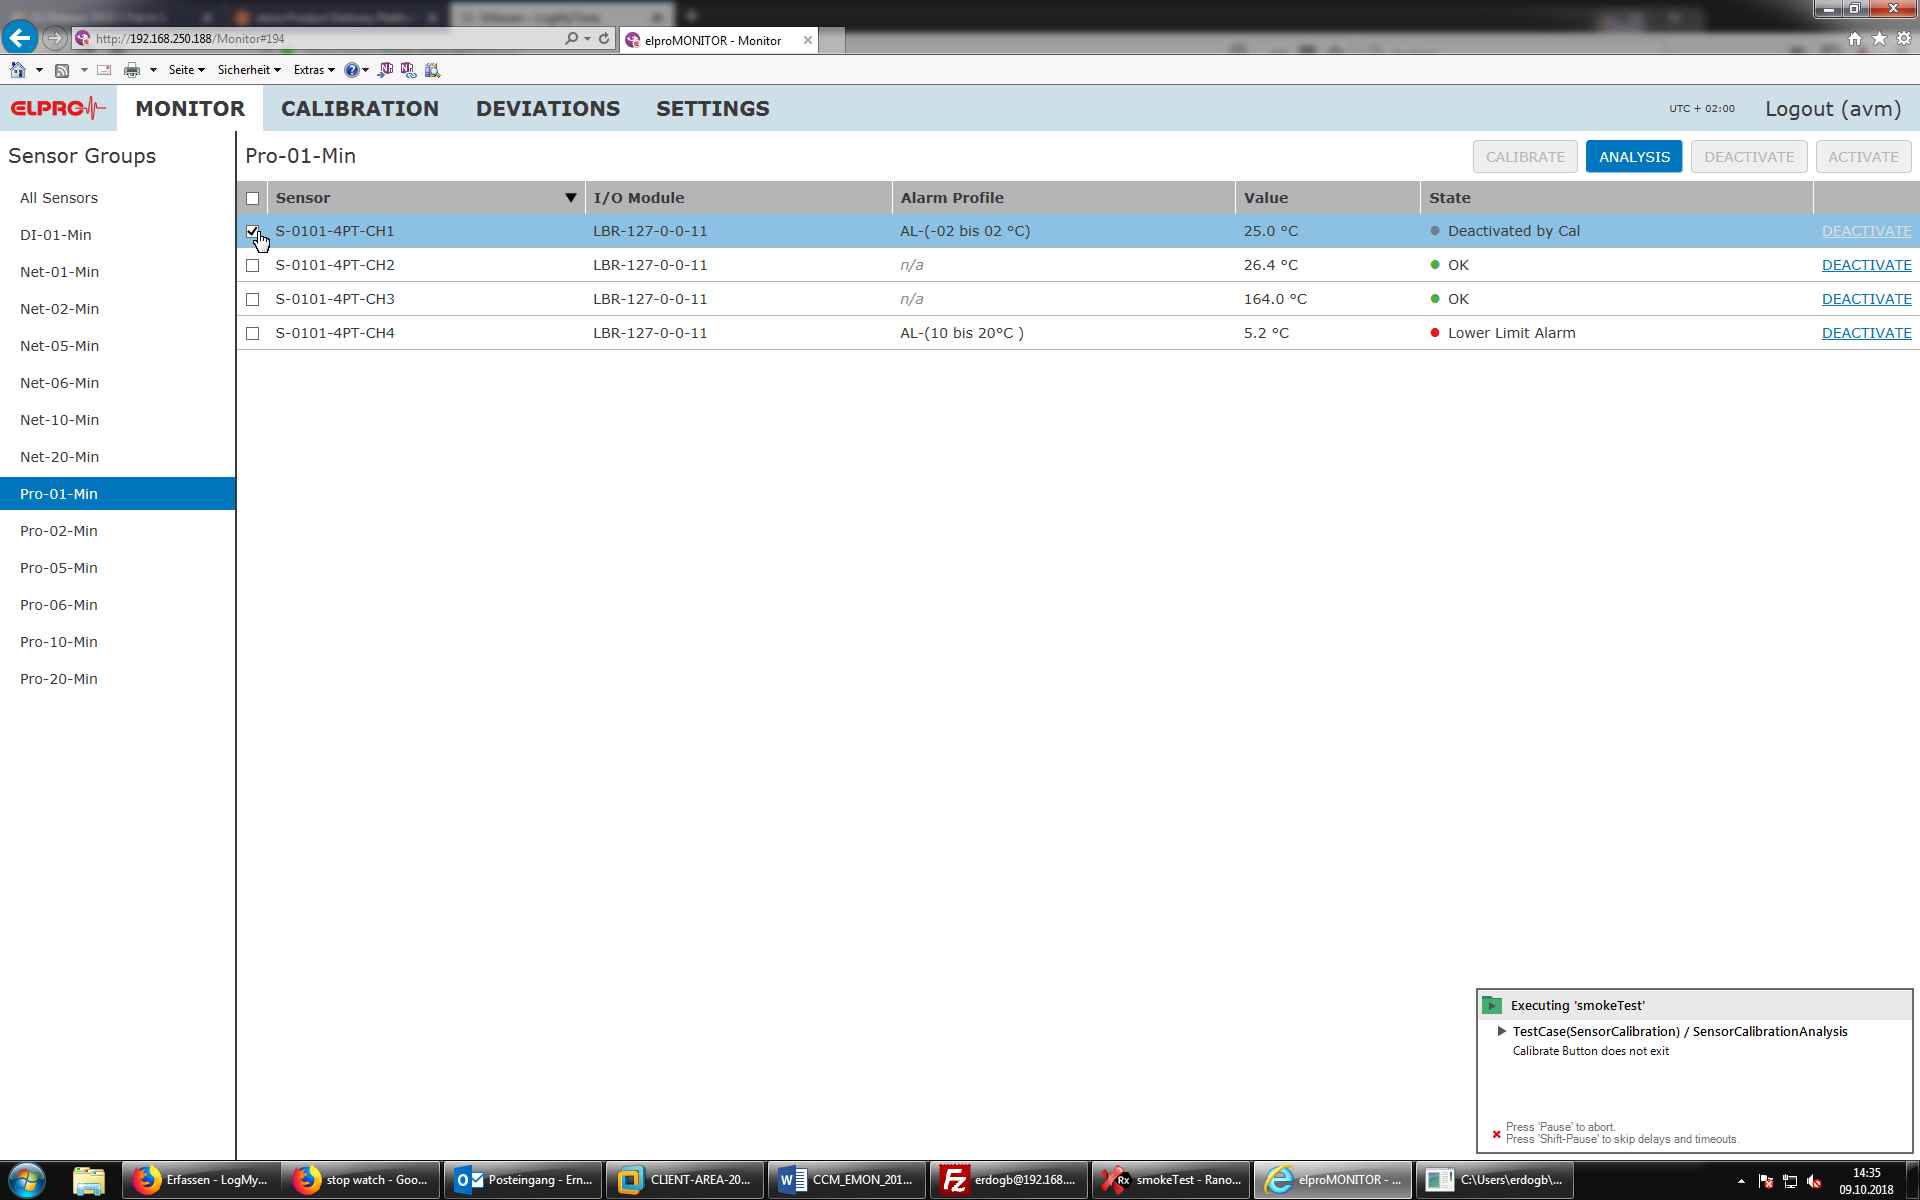 http://192.168.250.188/Monitor#194
elproMONITOR - Monitor
Seite Sicherheit Extras
ELPRO MONITOR CALIBRATION DEVIATIONS SETTINGS UTC + 02:00 Logout (avm)
Sensor Groups
All Sensors
DI-01-Min
Net-01-Min
Net-02-Min
Net-05-Min
Net-06-Min
Net-10-Min
Net-20-Min
Pro-01-Min
Pro-02-Min
Pro-05-Min
Pro-06-Min
Pro-10-Min
Pro-20-Min
Pro-01-Min CALIBRATE ANALYSIS DEACTIVATE ACTIVATE
Sensor I/O Module Alarm Profile Value State
S-0101-4PT-CH1 LBR-127-0-0-11 AL-(-02 bis 02 °C) 25.0 °C Deactivated by Cal DEACTIVATE
S-0101-4PT-CH2 LBR-127-0-0-11 n/a 26.4 °C OK DEACTIVATE
S-0101-4PT-CH3 LBR-127-0-0-11 n/a 164.0 °C OK DEACTIVATE
S-0101-4PT-CH4 LBR-127-0-0-11 AL-(10 bis 20°C ) 5.2 °C Lower Limit Alarm DEACTIVATE
Executing 'smokeTest'
TestCase(SensorCalibration) / SensorCalibrationAnalysis
Calibrate Button does not exit
Press 'Pause' to abort.
Press 'Shift-Pause' to skip delays and timeouts.
Erfassen - LogMy... stop watch - Goo... Posteingang - Ern... CLIENT-AREA-20... CCM_EMON_201... erdogb@192.168.... smokeTest - Rano... elproMONITOR - ... C:\Users\erdogb\...
14:35
09.10.2018